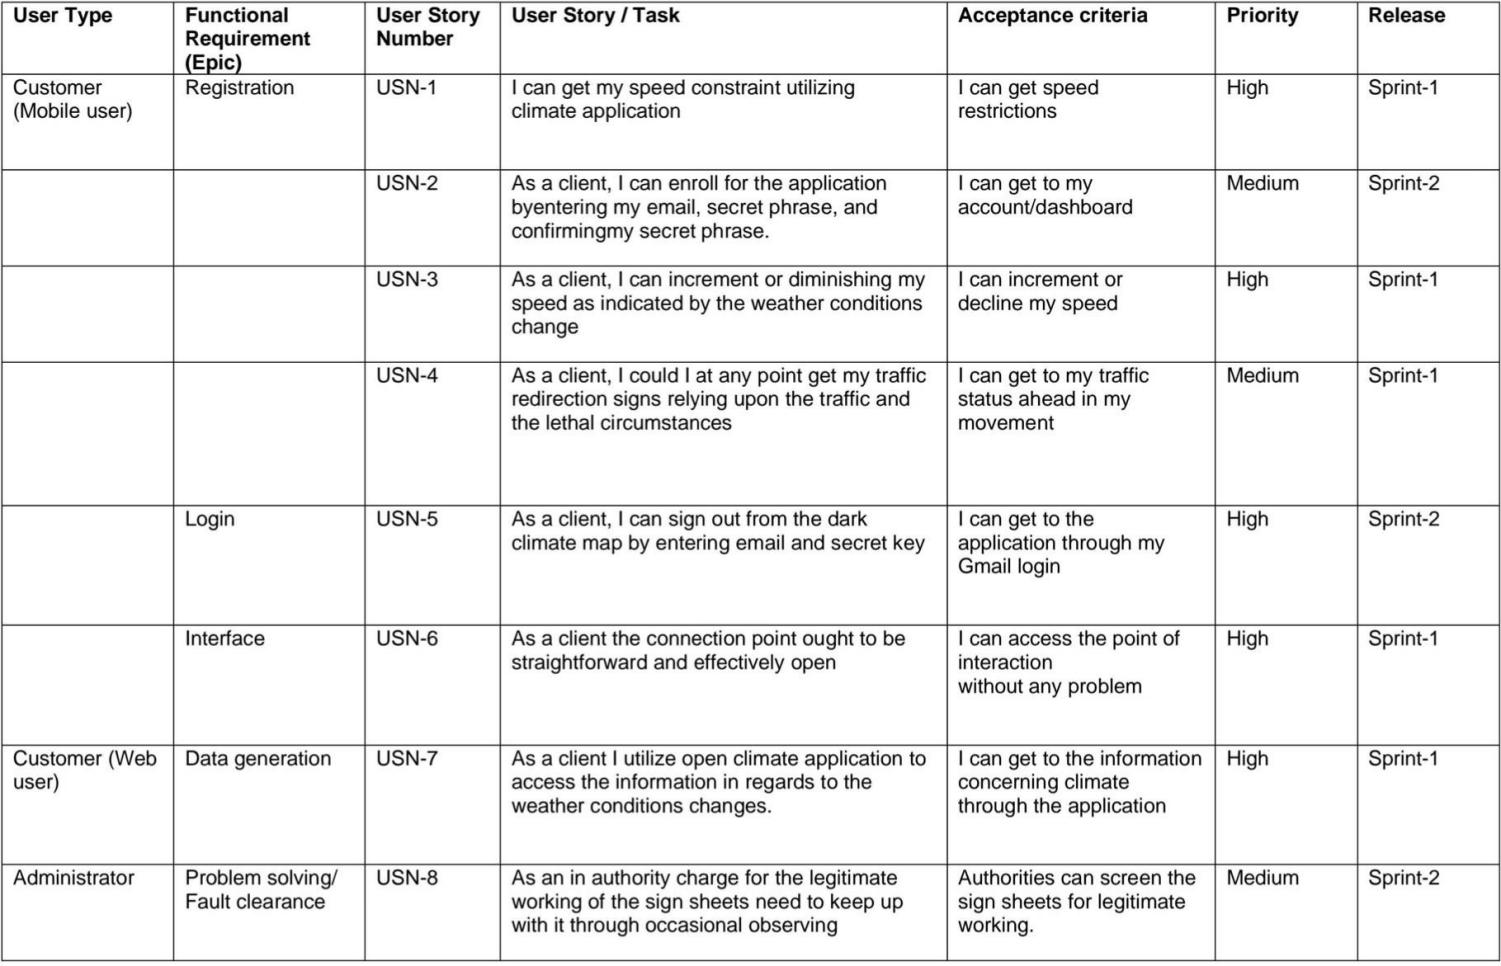 User Type
Functional
Requirement
(Epic)
User Story
Number
User Story / Task
Acceptance criteria
Priority
Release
Customer
(Mobile user)
Registration
USN-1
I can get my speed constraint utilizing
climate application
I can get speed
restrictions
High
Sprint-1
USN-2
As a client, I can enroll for the application
byentering my email, secret phrase, and
confirmingmy secret phrase.
I can get to my
account/dashboard
Medium
Sprint-2
USN-3
As a client, I can increment or diminishing my
speed as indicated by the weather conditions
change
I can increment or
decline my speed
High
Sprint-1
USN-4
As a client, I could I at any point get my traffic
redirection signs relying upon the traffic and
the lethal circumstances
I can get to my traffic
status ahead in my
movement
Medium
Sprint-1
Login
USN-5
As a client, I can sign out from the dark
climate map by entering email and secret key
I can get to the
application through my
Gmail login
High
Sprint-2
Interface
USN-6
As a client the connection point ought to be
straightforward and effectively open
I can access the point of
interaction
without any problem
High
Sprint-1
Customer (Web
user)
Data generation
USN-7
As a client I utilize open climate application to
access the information in regards to the
weather conditions changes.
I can get to the information
concerning climate
through the application
High
Sprint-1
Administrator
Problem solving/
Fault clearance
USN-8
As an in authority charge for the legitimate
working of the sign sheets need to keep up
with it through occasional observing
Authorities can screen the
sign sheets for legitimate
working.
Medium
Sprint-2